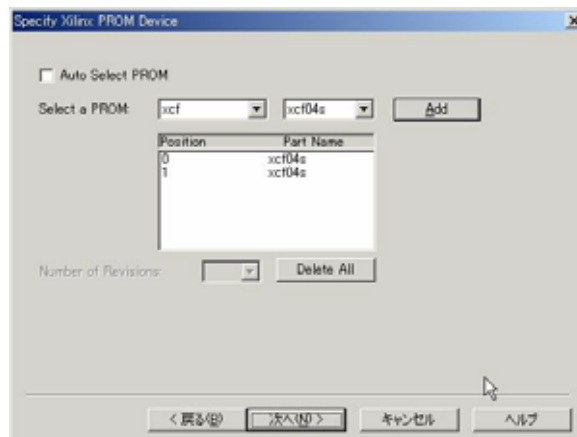 Specify Xilinx PROM Device
Auto Select PROM
Select a PROM: xcf xcf04s Add
Position Part Name
0 xcf04s
1 xcf04s
Number of Revisions: Delete All
< 戻る(B) 次へ(N) > キャンセル ヘルプ